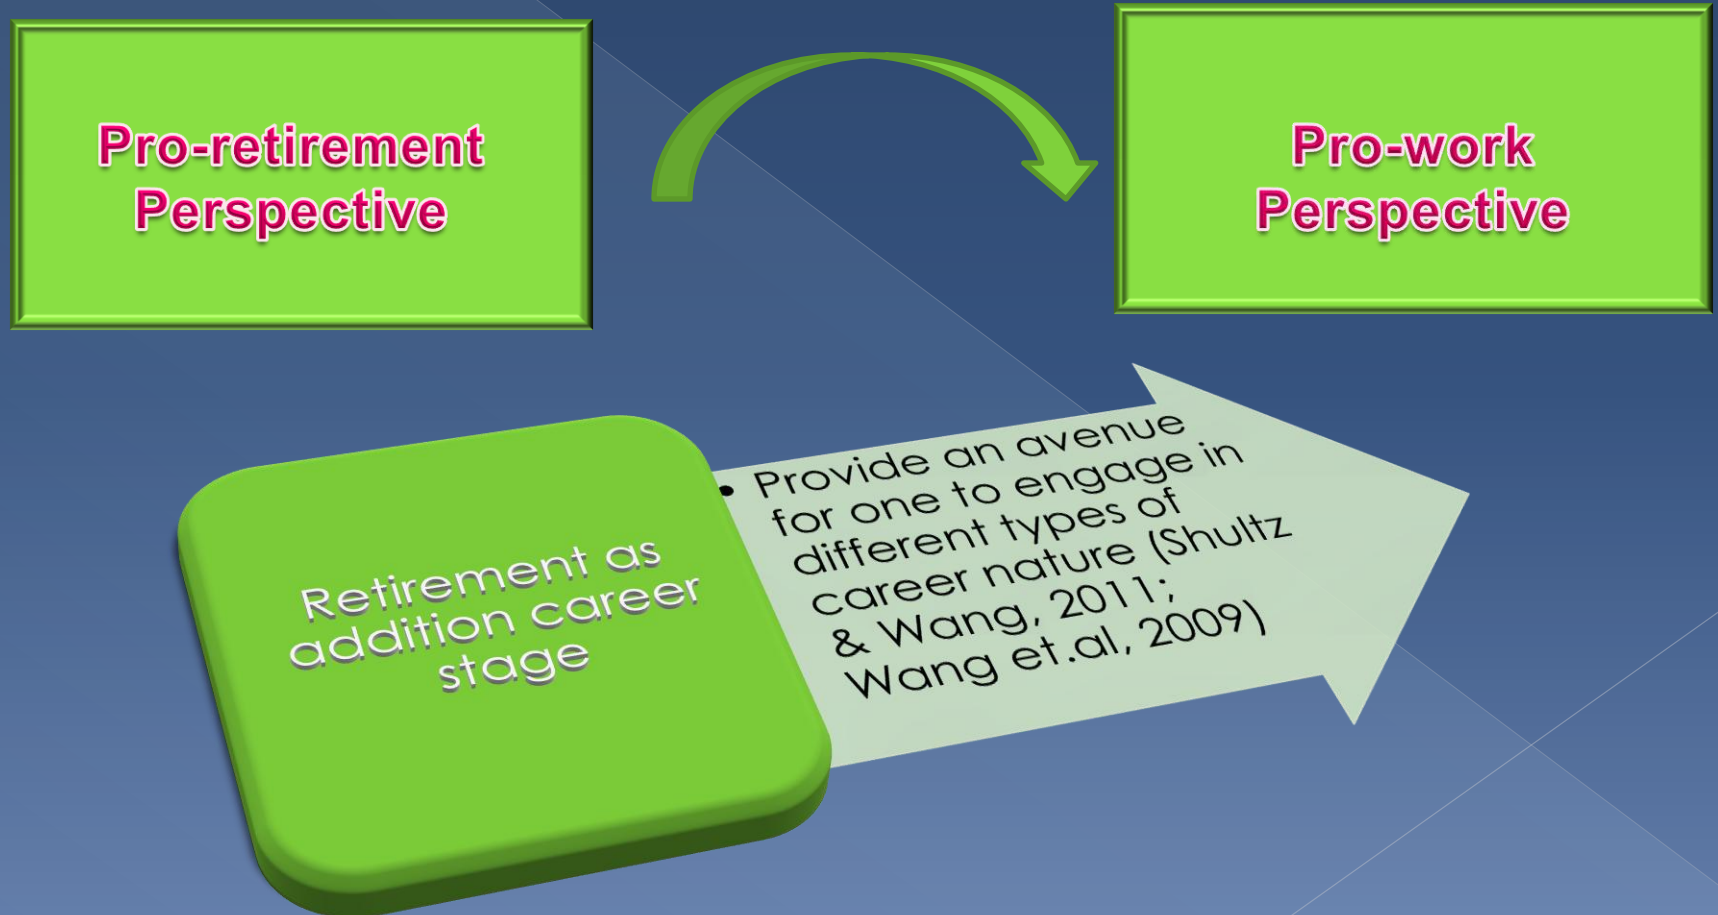 Pro-retirement
Perspective
Pro-work
Perspective
Retirement as
addition career
stage
• Provide an avenue
for one to engage in
different types of
career nature (Shultz
& Wang, 2011;
Wang et.al, 2009)